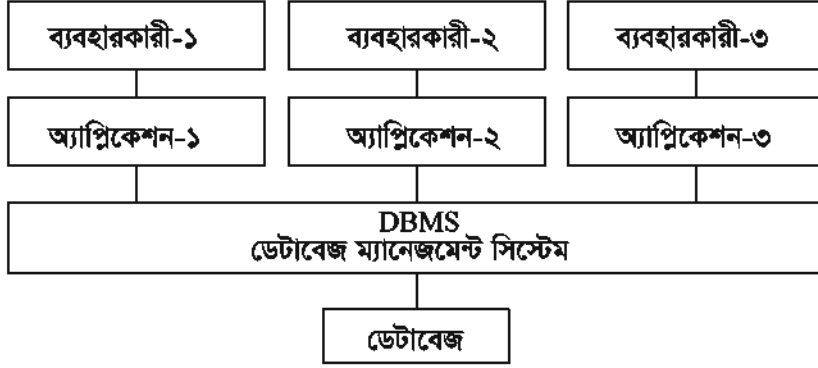 ব্যবহারকারী-১ ব্যবহারকারী-২ ব্যবহারকারী-৩
অ্যাপ্লিকেশন-১ অ্যাপ্লিকেশন-২ অ্যাপ্লিকেশন-৩
DBMS
ডেটাবেজ ম্যানেজমেন্ট সিস্টেম
ডেটাবেজ